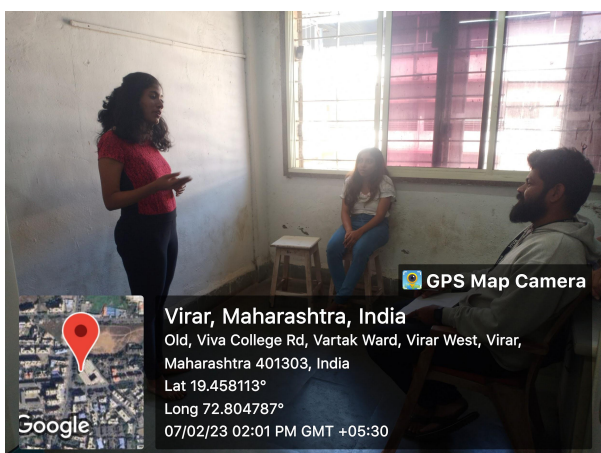 GPS Map Camera
Virar, Maharashtra, India
Old, Viva College Rd, Vartak Ward, Virar West, Virar,
Maharashtra 401303, India
Lat 19.458113°
Long 72.804787°
07/02/23 02:01 PM GMT +05:30
Google